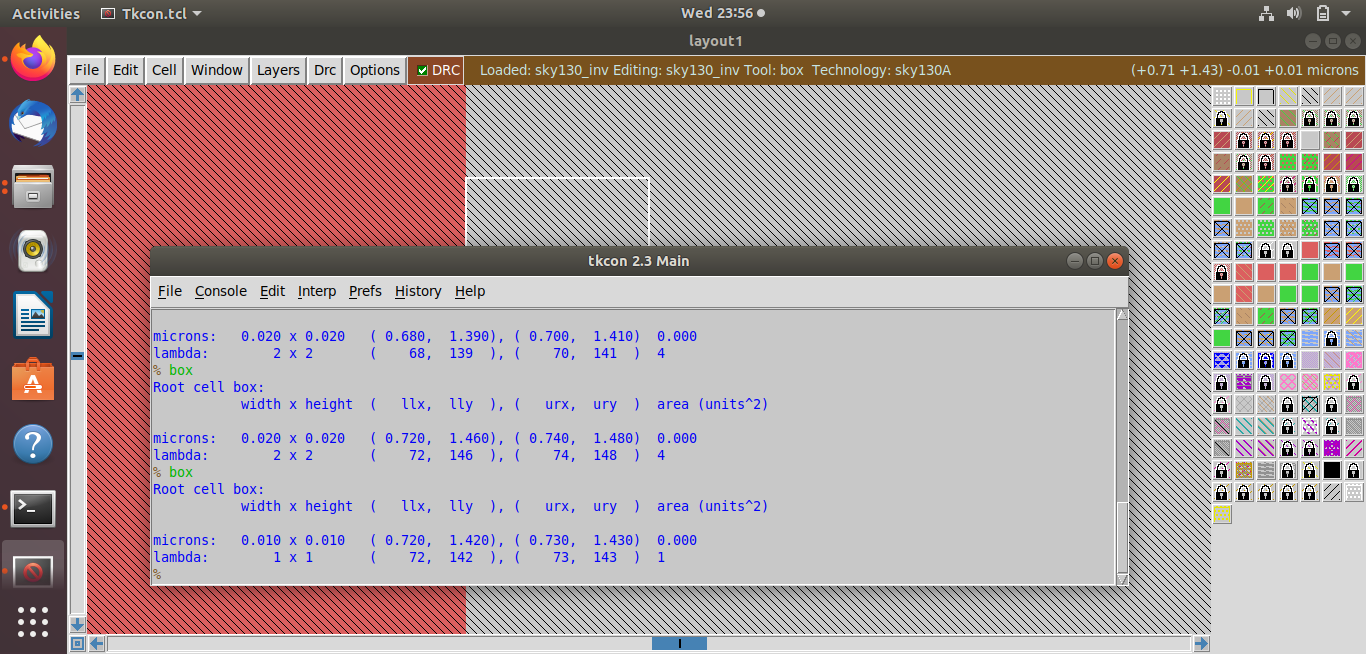 Activities Tkcon.tcl Wed 23:56
layout1
File Edit Cell Window Layers Drc Options DRC Loaded: sky130_inv Editing: sky130_inv Tool: box Technology: sky130A (+0.71 +1.43) -0.01 +0.01 microns
tkcon 2.3 Main
File Console Edit Interp Prefs History Help
microns: 0.020 x 0.020 ( 0.680, 1.390), ( 0.700, 1.410) 0.000
lambda: 2 x 2 ( 68, 139 ), ( 70, 141 ) 4
% box
Root cell box:
width x height ( llx, lly ), ( urx, ury ) area (units^2)
microns: 0.020 x 0.020 ( 0.720, 1.460), ( 0.740, 1.480) 0.000
lambda: 2 x 2 ( 72, 146 ), ( 74, 148 ) 4
% box
Root cell box:
width x height ( llx, lly ), ( urx, ury ) area (units^2)
microns: 0.010 x 0.010 ( 0.720, 1.420), ( 0.730, 1.430) 0.000
lambda: 1 x 1 ( 72, 142 ), ( 73, 143 ) 1
%